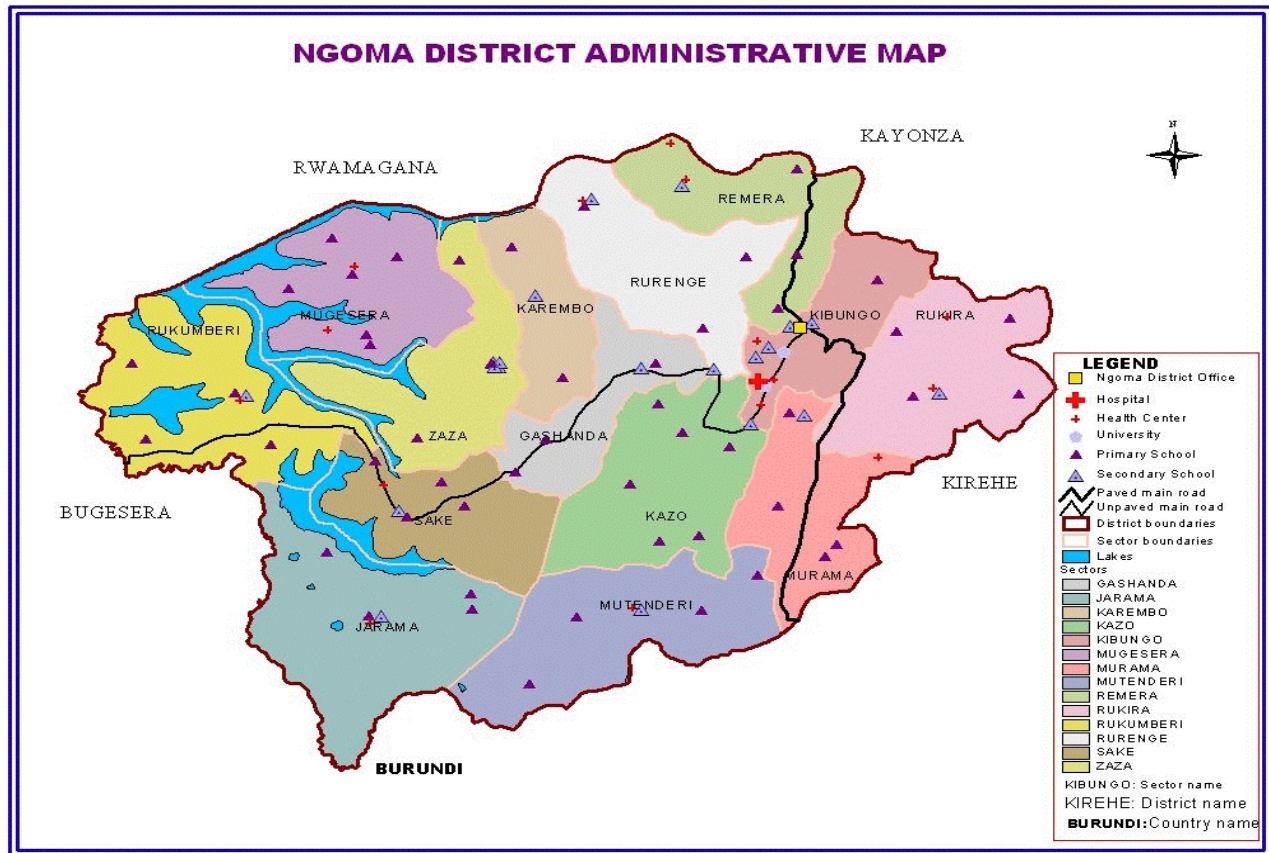 NGOMA DISTRICT ADMINISTRATIVE MAP
N
KAYONZA
RWAMAGANA
REMERA
RURENGE
KAREMBO
MUGESERA
RUKUMBERI
KIBUNGO
RUKIRA
ZAZA
GASHANDA
KIREHE
BUGESERA
SAKE
KAZO
MURAMA
MUTENDERI
JARAMA
BURUNDI
LEGEND
Ngoma District Office
Hospital
Health Center
University
Primary School
Secondary School
Paved main road
Unpaved main road
District boundaries
Sector boundaries
Lakes
Sectors
GASHANDA
JARAMA
KAREMBO
KAZO
KIBUNGO
MUGESERA
MURAMA
MUTENDERI
REMERA
RUKIRA
RUKUMBERI
RURENGE
SAKE
ZAZA
KIBUNGO: Sector name
KIREHE: District name
BURUNDI: Country name